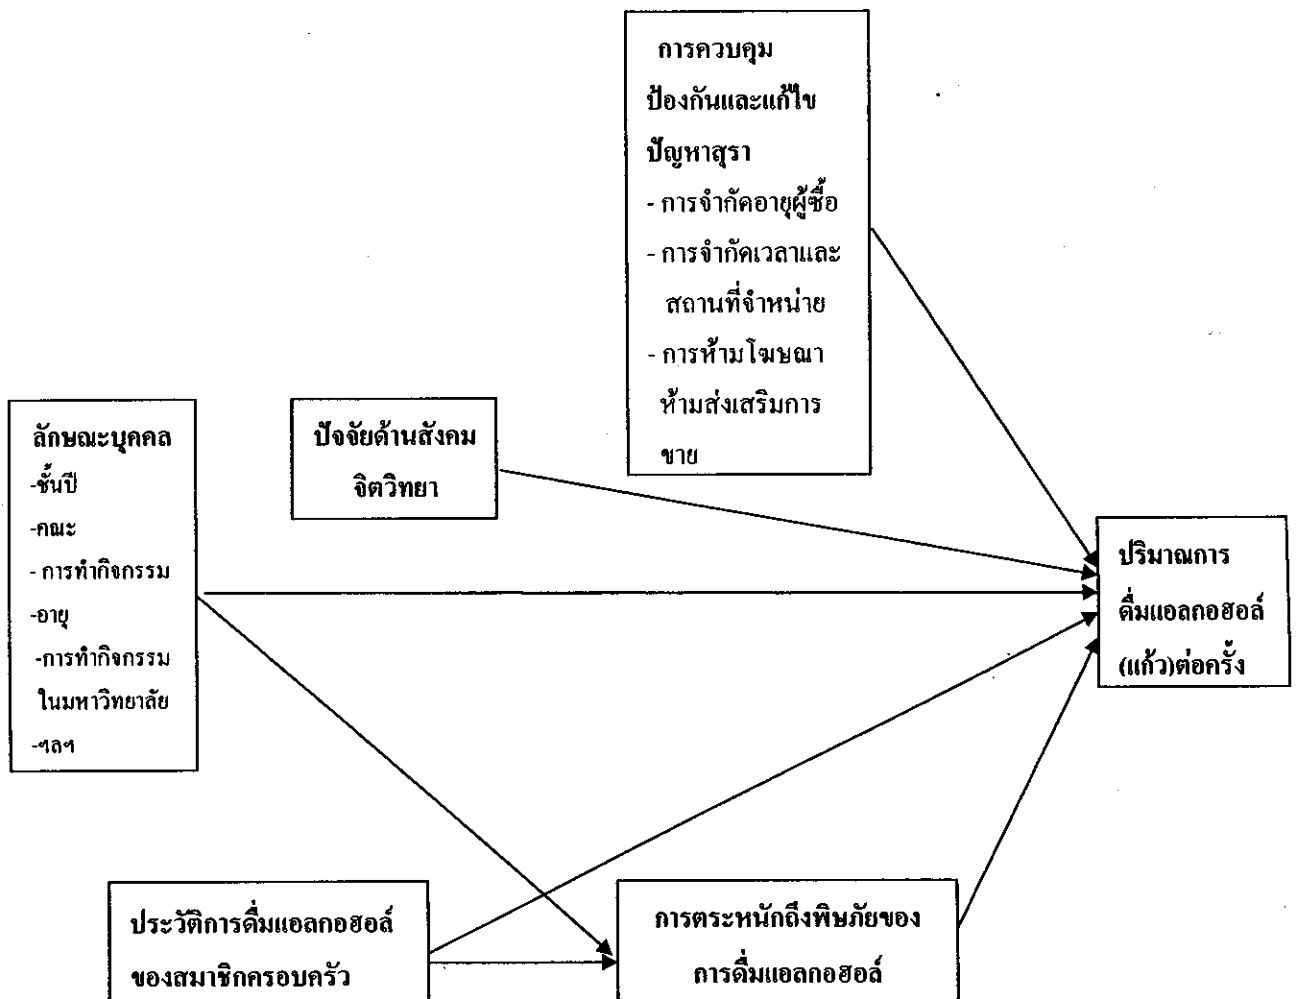 การควบคุม
ป้องกันและแก้ไข
ปัญหาสุรา
- การจำกัดอายุผู้ซื้อ
- การจำกัดเวลาและ
สถานที่จำหน่าย
- การห้ามโฆษณา
ห้ามส่งเสริมการ
ขาย
ลักษณะบุคคล
-ชั้นปี
-คณะ
- การทำกิจกรรม
-อายุ
-การทำกิจกรรม
ในมหาวิทยาลัย
-ฯลฯ
ปัจจัยด้านสังคม
จิตวิทยา
ปริมาณการ
ดื่มแอลกอฮอล์
(แก้ว)ต่อครั้ง
ประวัติการดื่มแอลกอฮอล์
ของสมาชิกครอบครัว
การตระหนักถึงพิษภัยของ
การดื่มแอลกอฮอล์